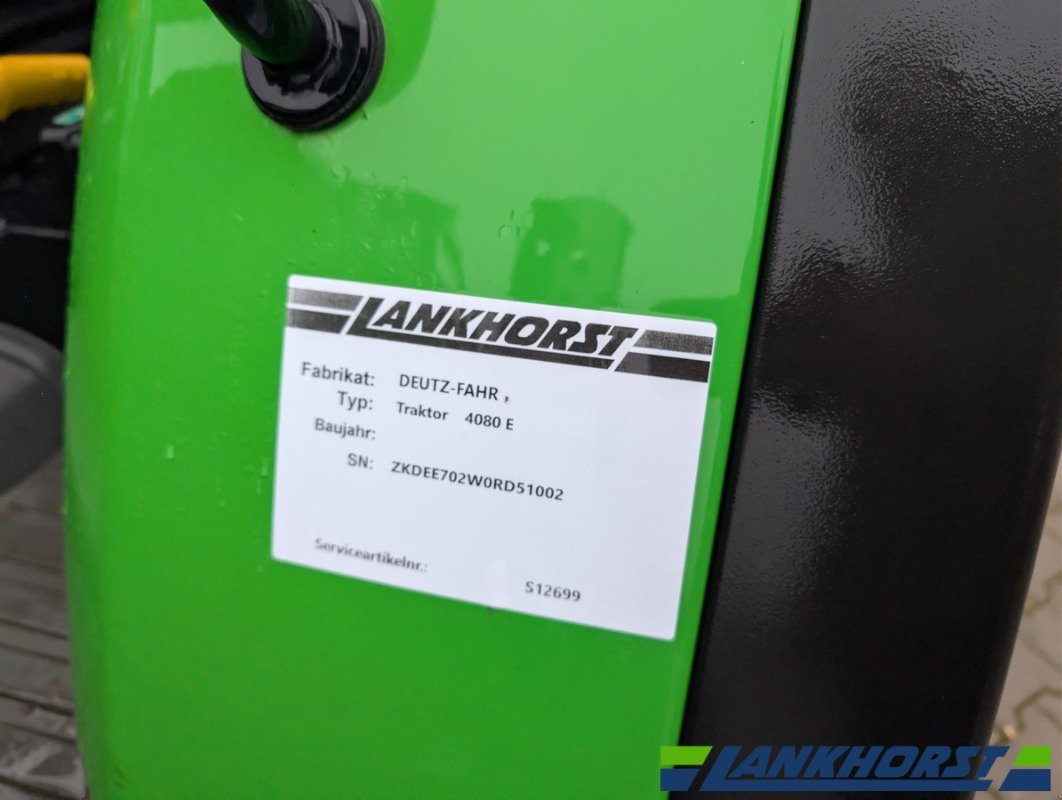 LANKHORST
Fabrikat: DEUTZ-FAHR ,
Typ: Traktor 4080 E
Baujahr:
SN: ZKDEE702W0RD51002
Serviceartikelnr.: S12699
LANKHORST